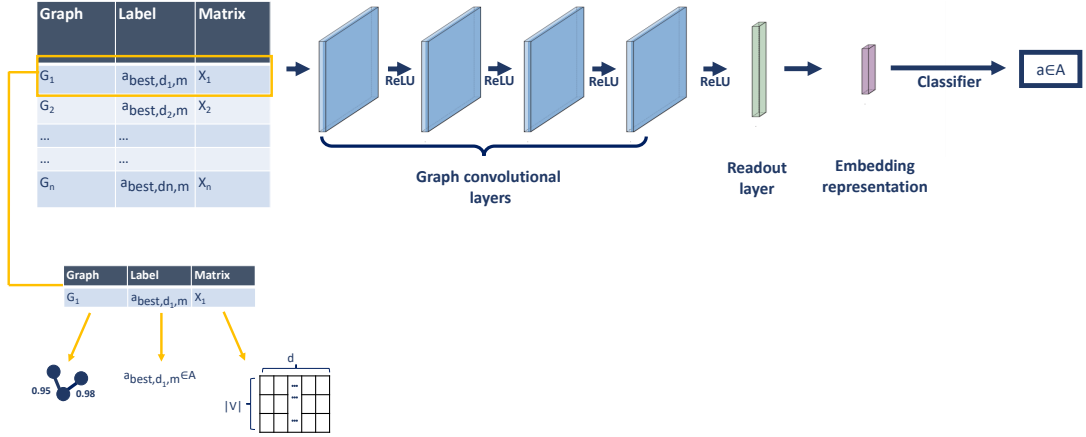 Graph Label Matrix
G1 abest,d1,m X1
G2 abest,d2,m X2
... ...
... ...
Gn abest,dn,m Xn
ReLU ReLU ReLU ReLU
Classifier
a∈A
Graph convolutional
layers
Readout
layer
Embedding
representation
Graph Label Matrix
G1 abest,d1,m X1
0.95 0.98
abest,d1,m∈A
d
|V|
...
...
...